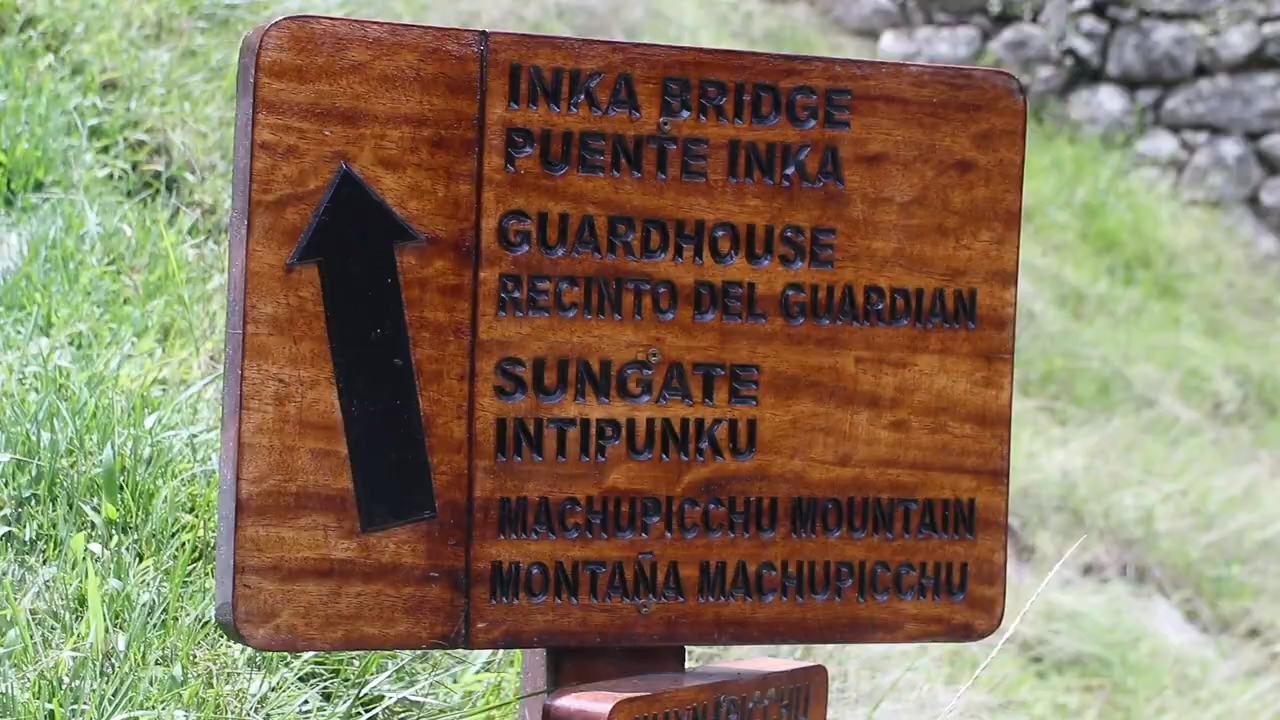 INKA BRIDGE
PUENTE INKA
GUARDHOUSE
RECINTO DEL GUARDIAN
SUNGATE
INTIPUNKU
MACHUPICCHU MOUNTAIN
MONTAÑA MACHUPICCHU